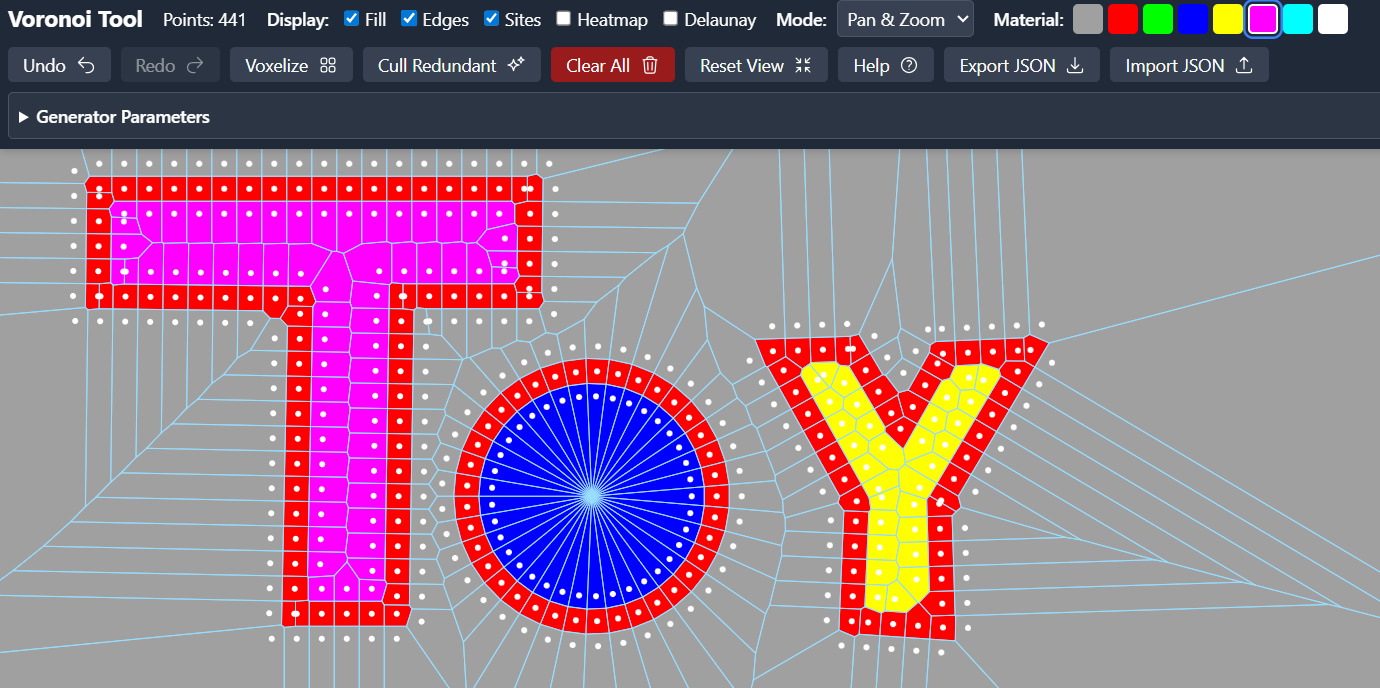 Voronoi Tool Points: 441 Display: Fill Edges Sites Heatmap Delaunay Mode: Pan & Zoom Material:
Undo Redo Voxelize Cull Redundant Clear All Reset View Help Export JSON Import JSON
Generator Parameters
TOY